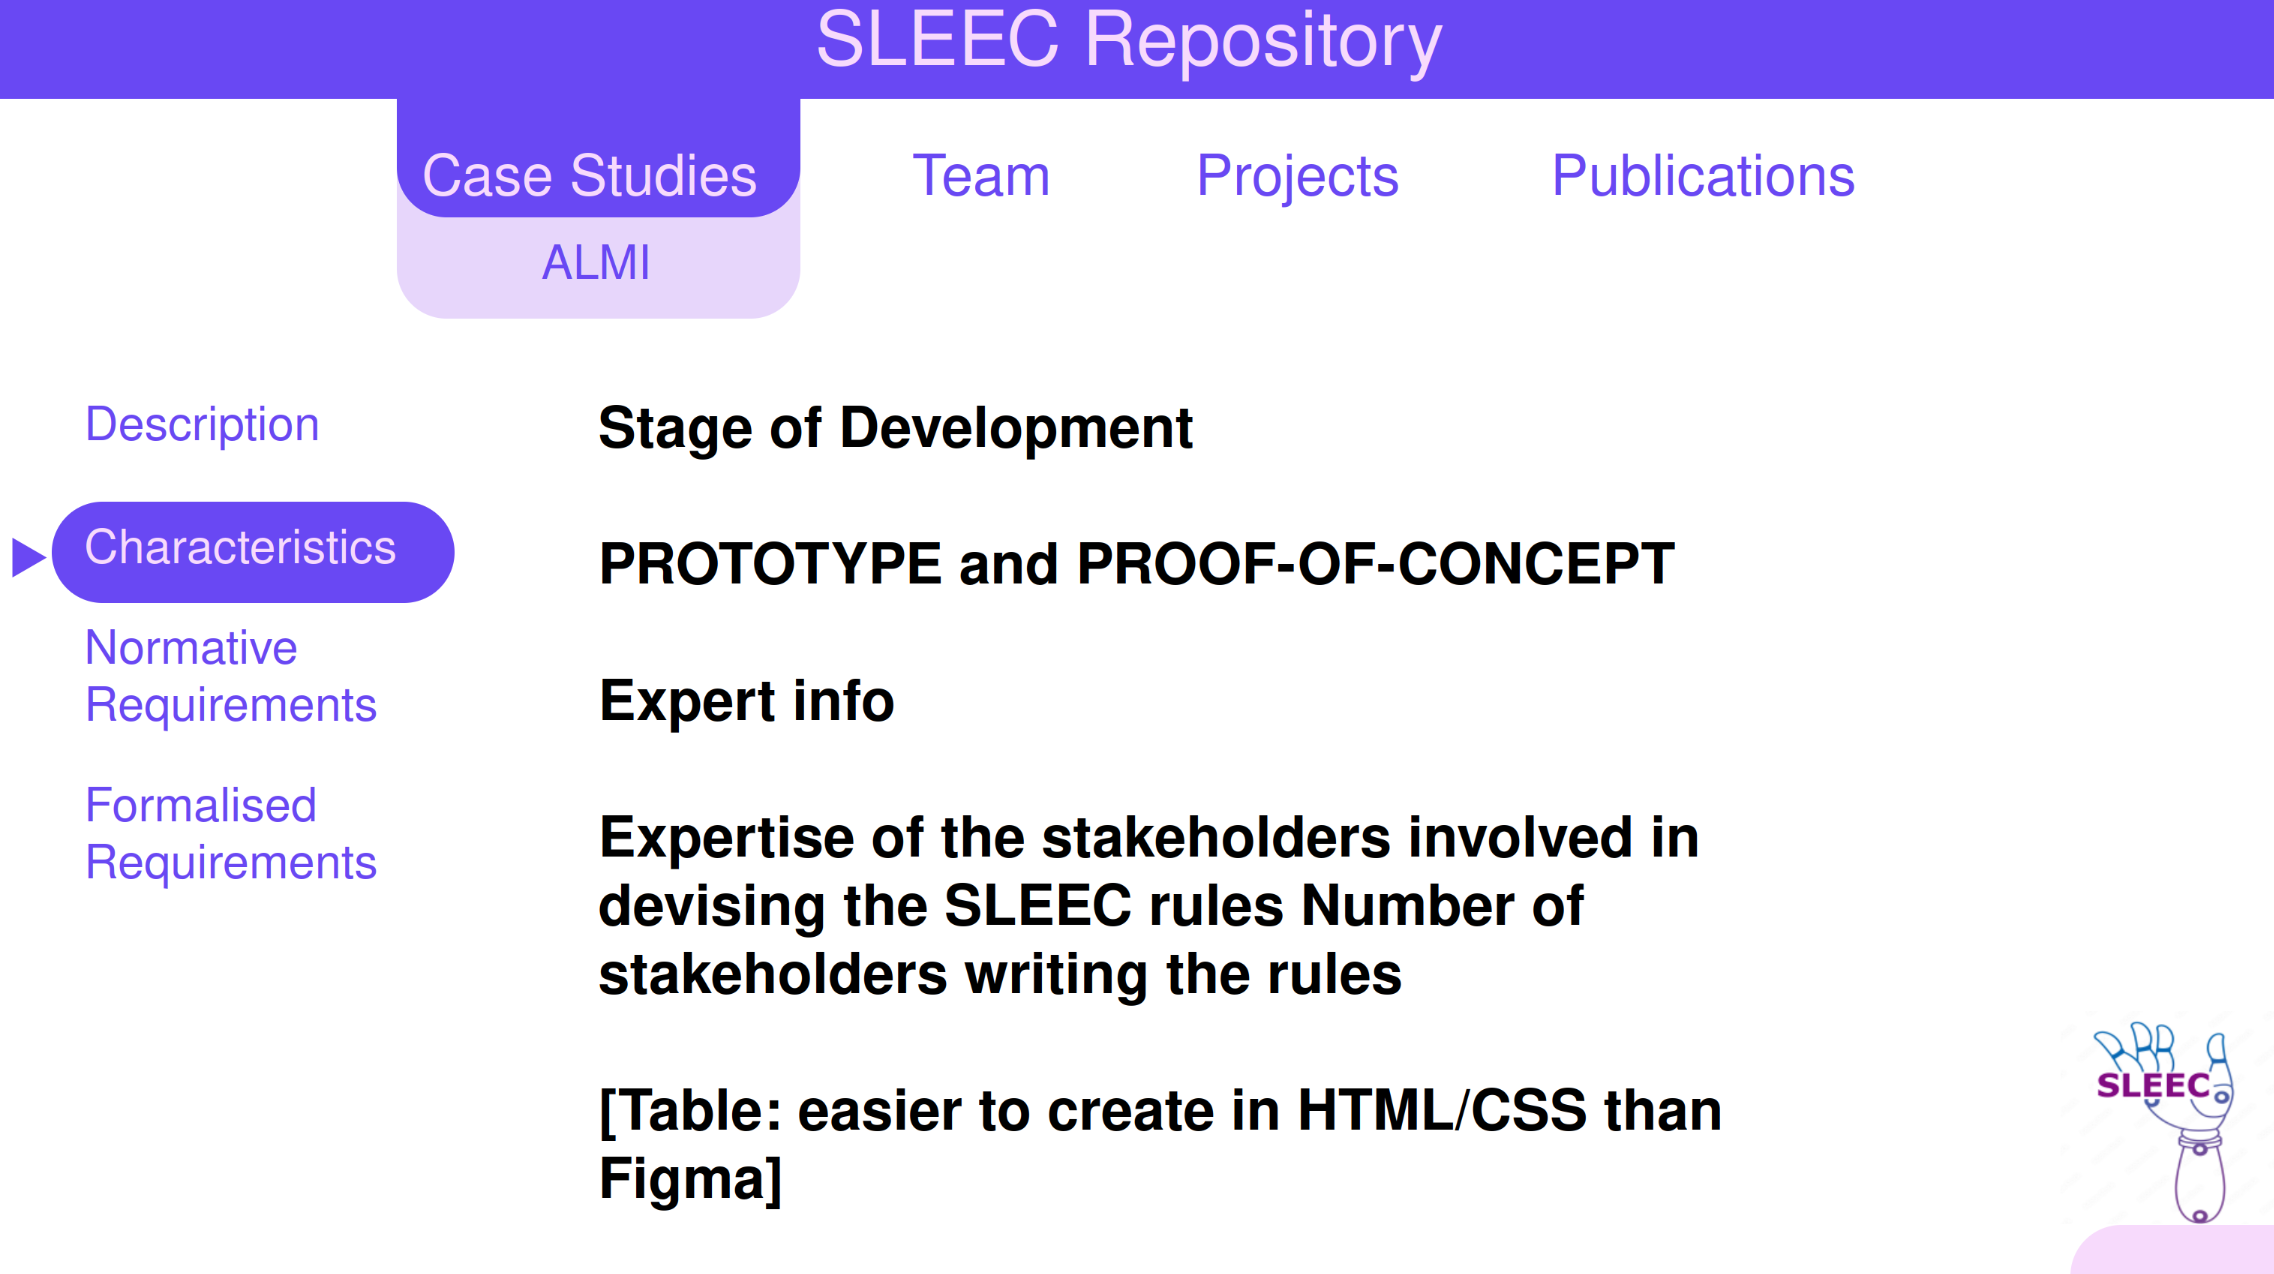 SLEEC Repository
Case Studies
Team
Projects
Publications
ALMI
Description
Characteristics
Normative
Requirements
Formalised
Requirements
Stage of Development
PROTOTYPE and PROOF-OF-CONCEPT
Expert info
Expertise of the stakeholders involved in
devising the SLEEC rules Number of
stakeholders writing the rules
[Table: easier to create in HTML/CSS than
Figma]
SLEEC